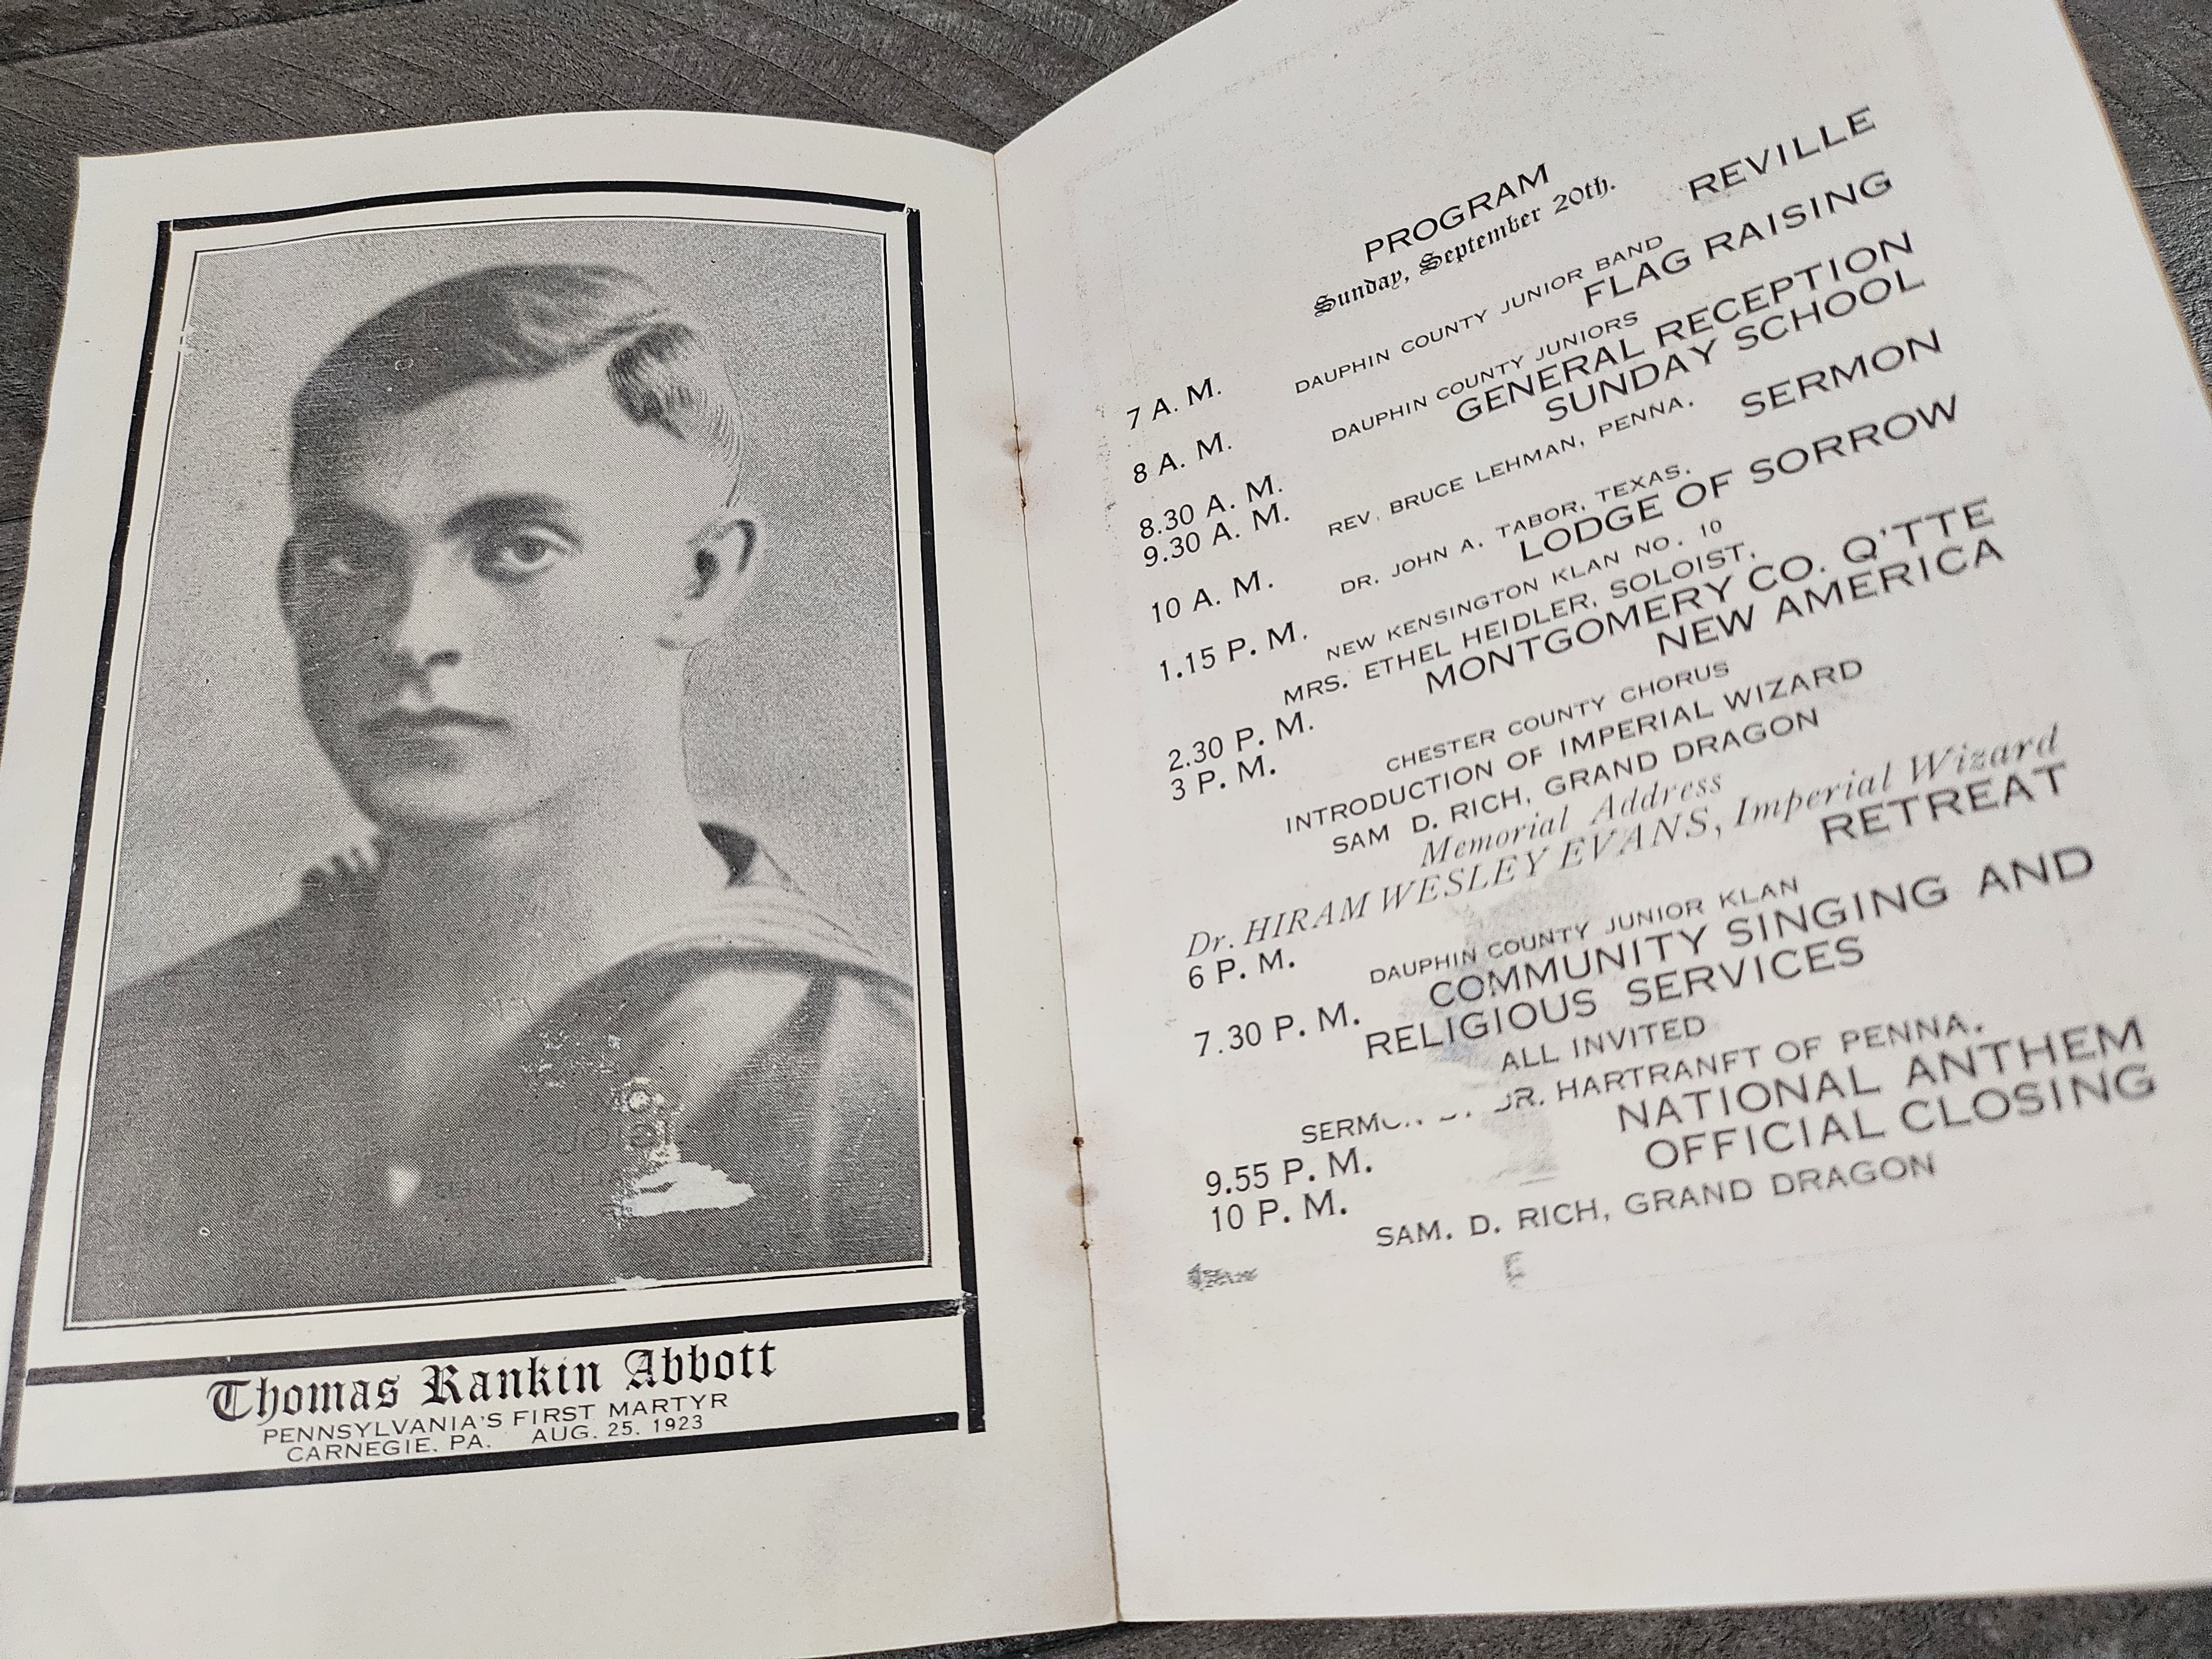 Thomas Rankin Abbott
PENNSYLVANIA'S FIRST MARTYR
CARNEGIE, PA. AUG. 25, 1923
PROGRAM
Sunday, September 20th.
7 A. M. REVILLE
DAUPHIN COUNTY JUNIOR BAND
8 A. M. FLAG RAISING
DAUPHIN COUNTY JUNIORS
8.30 A. M. GENERAL RECEPTION
9.30 A. M. SUNDAY SCHOOL
REV. BRUCE LEHMAN, PENNA.
10 A. M. SERMON
DR. JOHN A. TABOR, TEXAS.
1.15 P. M. LODGE OF SORROW
NEW KENSINGTON KLAN NO. 10
MRS. ETHEL HEIDLER, SOLOIST,
2.30 P. M. MONTGOMERY CO. Q'TTE
3 P. M. NEW AMERICA
CHESTER COUNTY CHORUS
INTRODUCTION OF IMPERIAL WIZARD
SAM D. RICH, GRAND DRAGON
Memorial Address
Dr. HIRAM WESLEY EVANS, Imperial Wizard
6 P. M. RETREAT
DAUPHIN COUNTY JUNIOR KLAN
7.30 P. M. COMMUNITY SINGING AND
RELIGIOUS SERVICES
ALL INVITED
DR. HARTRANFT OF PENNA.
9.55 P. M. NATIONAL ANTHEM
10 P. M. OFFICIAL CLOSING
SAM. D. RICH, GRAND DRAGON